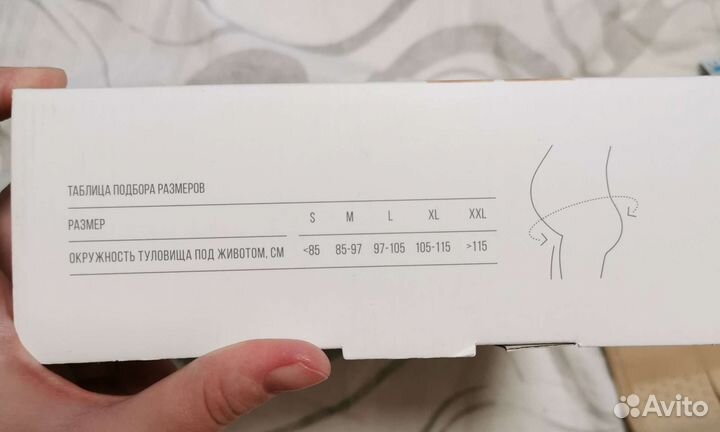 ТАБЛИЦА ПОДБОРА РАЗМЕРОВ
РАЗМЕР S M L XL XXL
ОКРУЖНОСТЬ ТУЛОВИЩА ПОД ЖИВОТОМ, СМ <85 85-97 97-105 105-115 >115
Avito